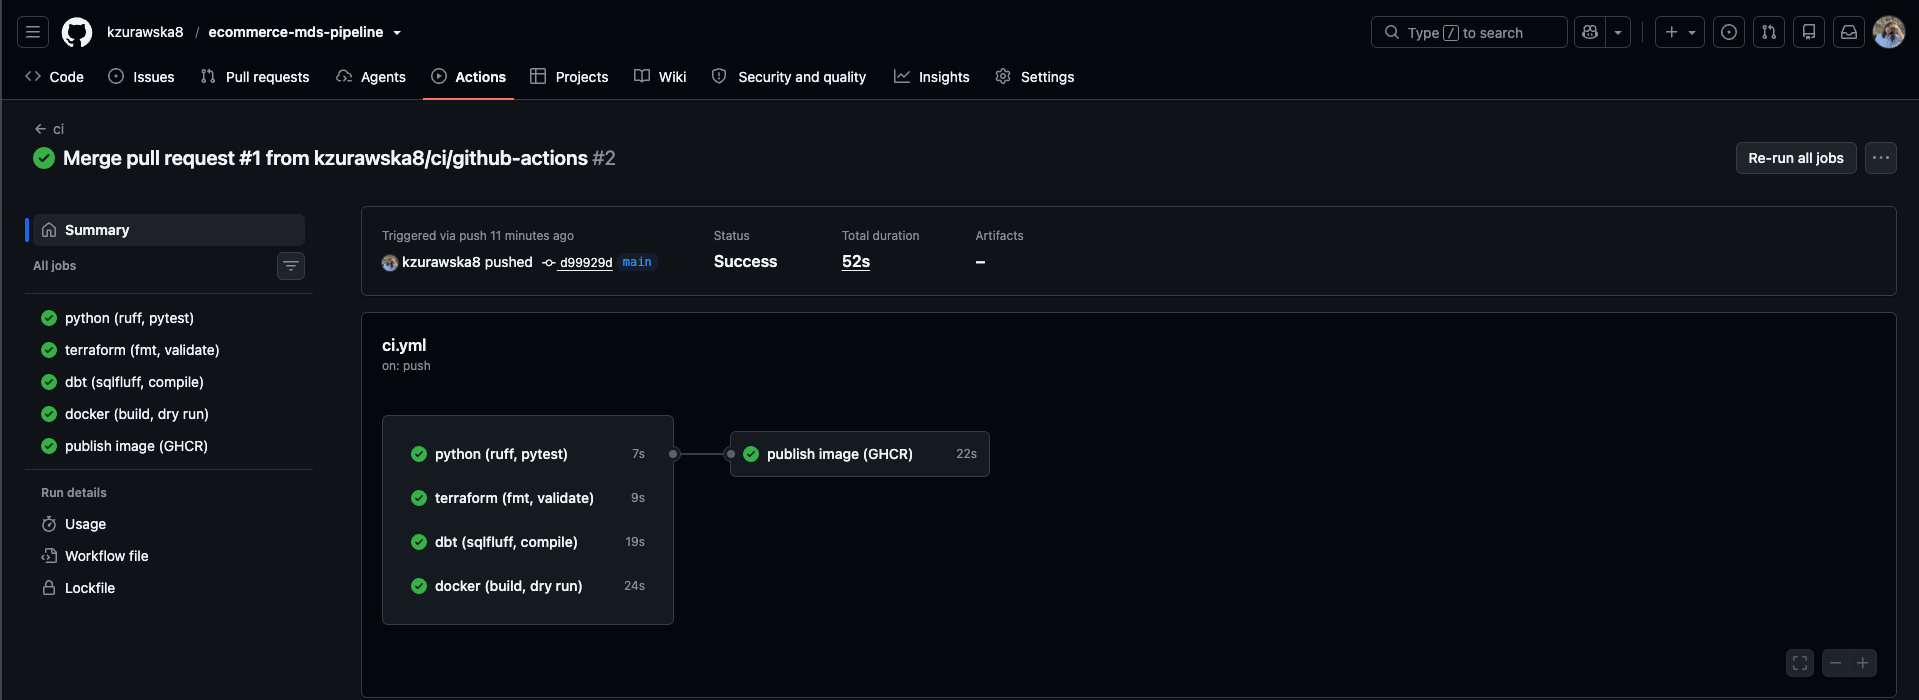 kzurawska8 / ecommerce-mds-pipeline
Type / to search
Code Issues Pull requests Agents Actions Projects Wiki Security and quality Insights Settings
ci
Merge pull request #1 from kzurawska8/ci/github-actions #2
Re-run all jobs
Summary
All jobs
python (ruff, pytest)
terraform (fmt, validate)
dbt (sqlfluff, compile)
docker (build, dry run)
publish image (GHCR)
Run details
Usage
Workflow file
Lockfile
Triggered via push 11 minutes ago
kzurawska8 pushed d99929d main
Status
Success
Total duration
52s
Artifacts
–
ci.yml
on: push
python (ruff, pytest) 7s
terraform (fmt, validate) 9s
dbt (sqlfluff, compile) 19s
docker (build, dry run) 24s
publish image (GHCR) 22s